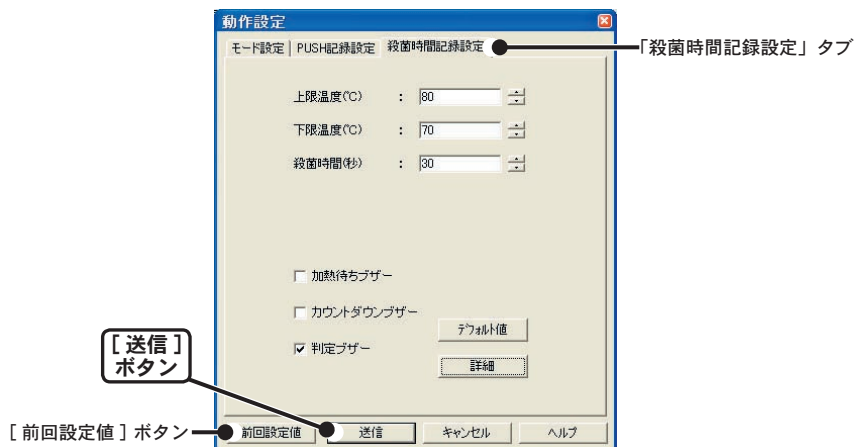 動作設定
モード設定 PUSH記録設定 殺菌時間記録設定
「殺菌時間記録設定」タブ
上限温度(℃) : 80
下限温度(℃) : 70
殺菌時間(秒) : 30
加熱待ちブザー
カウントダウンブザー
デフォルト値
判定ブザー
詳細
[ 送信 ]
ボタン
[ 前回設定値 ] ボタン
前回設定値 送信 キャンセル ヘルプ